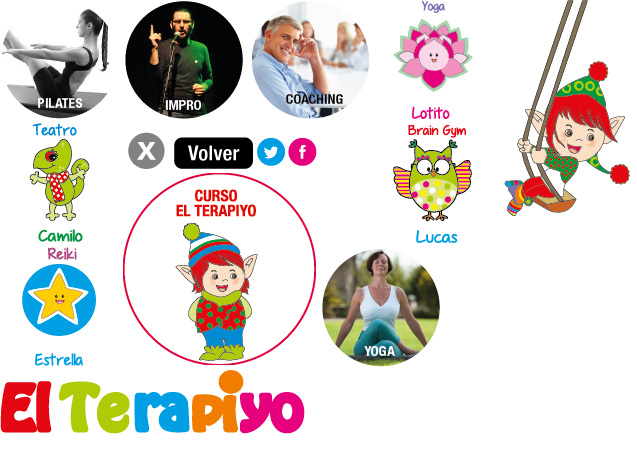 Yoga
PILATES
IMPRO
COACHING
Lotito
Teatro
Brain Gym
X
Volver
CURSO
EL TERAPIYO
Camilo
Lucas
Reiki
YOGA
Estrella
El Terapiyo